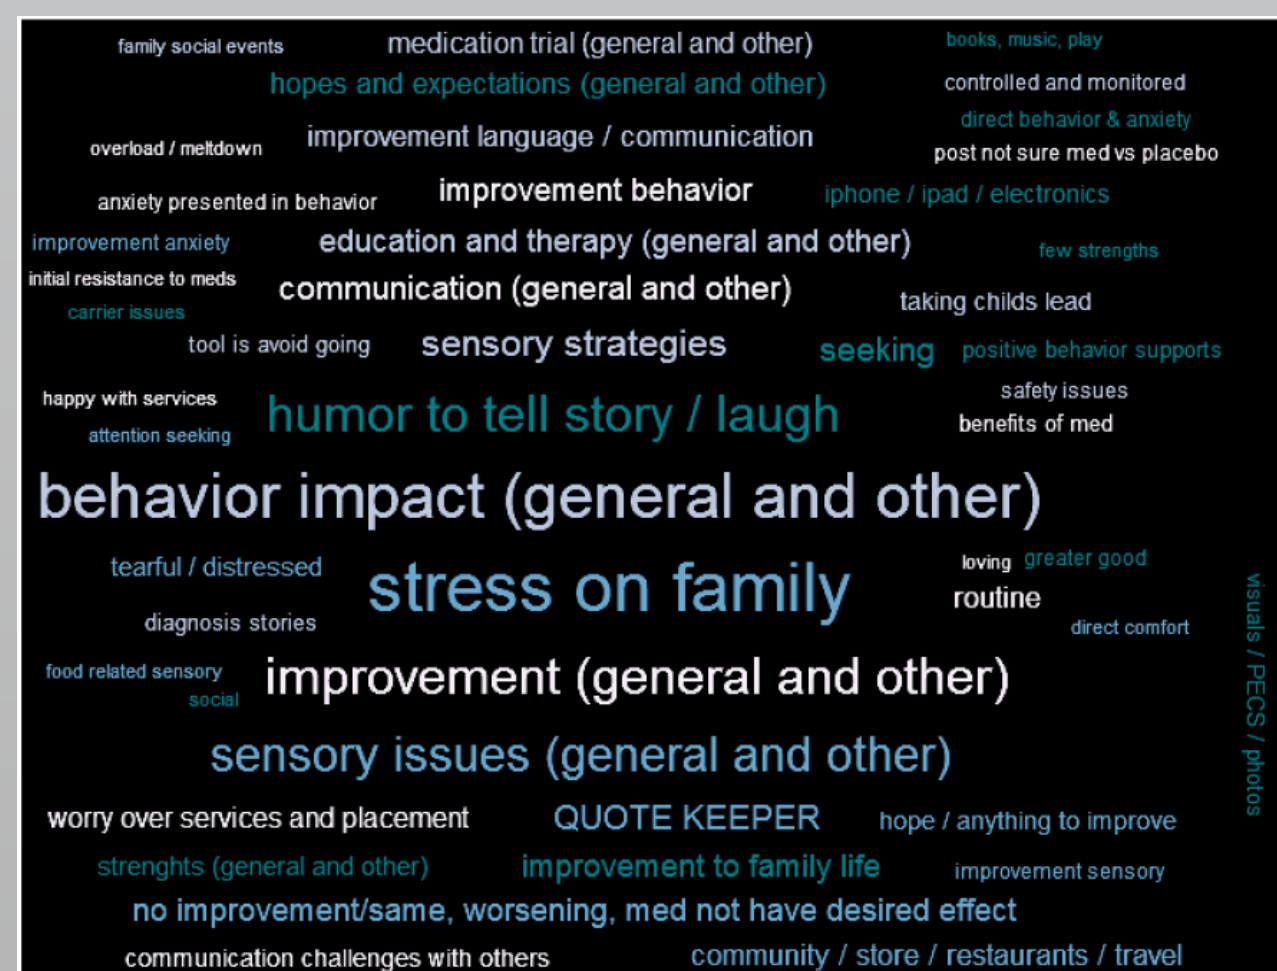 family social events
medication trial (general and other)
books, music, play
hopes and expectations (general and other)
controlled and monitored
direct behavior & anxiety
overload / meltdown
improvement language / communication
post not sure med vs placebo
anxiety presented in behavior
improvement behavior
iphone / ipad / electronics
improvement anxiety
education and therapy (general and other)
few strengths
initial resistance to meds
communication (general and other)
taking childs lead
carrier issues
tool is avoid going
sensory strategies
seeking
positive behavior supports
happy with services
humor to tell story / laugh
safety issues
benefits of med
attention seeking
behavior impact (general and other)
tearful / distressed
stress on family
loving
greater good
routine
diagnosis stories
direct comfort
visuals / PECS / photos
food related sensory
social
improvement (general and other)
sensory issues (general and other)
worry over services and placement
QUOTE KEEPER
hope / anything to improve
strenghts (general and other)
improvement to family life
improvement sensory
no improvement/same, worsening, med not have desired effect
communication challenges with others
community / store / restaurants / travel